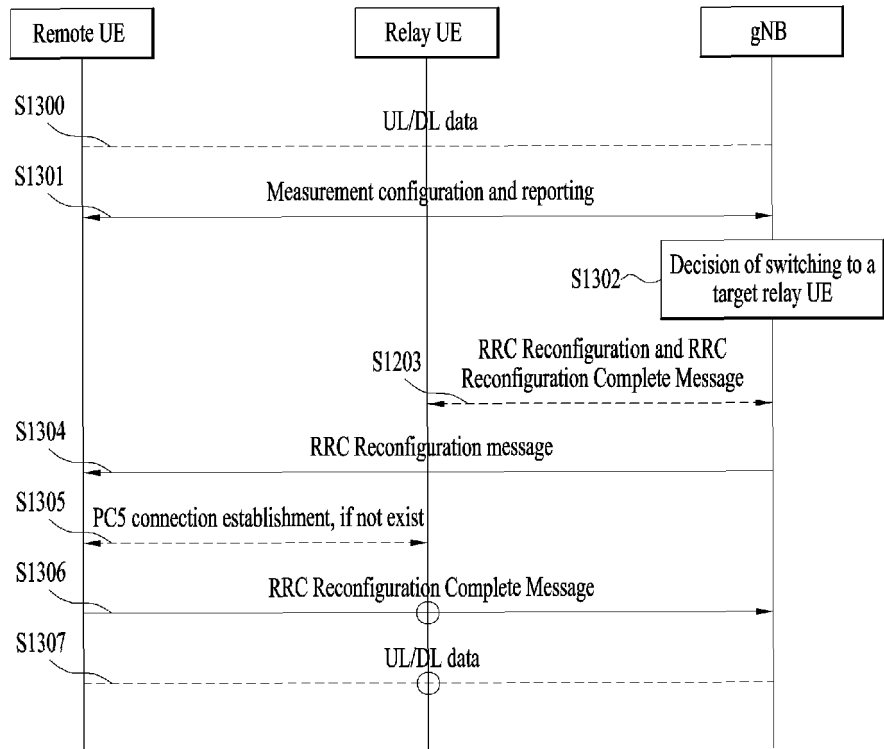 Remote UE
Relay UE
gNB
S1300
UL/DL data
S1301
Measurement configuration and reporting
S1302
Decision of switching to a
target relay UE
S1203
RRC Reconfiguration and RRC
Reconfiguration Complete Message
S1304
RRC Reconfiguration message
S1305
PC5 connection establishment, if not exist
S1306
RRC Reconfiguration Complete Message
S1307
UL/DL data